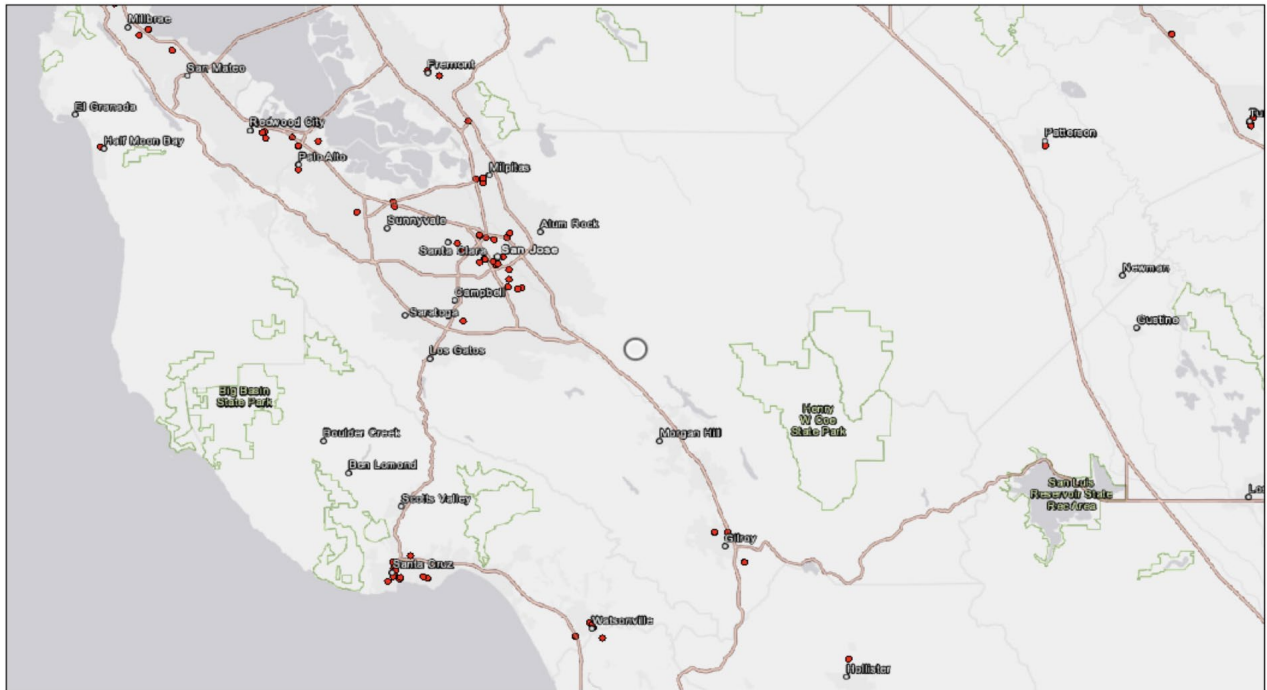 Millbrae
San Mateo
Fremont
El Granada
Redwood City
Half Moon Bay
Palo Alto
Patterson
Milpitas
Sunnyvale
Alum Rock
Santa Clara
San Jose
Newman
Campbell
Saratoga
Gustine
Los Gatos
Big Basin
State Park
Henry
W Coe
State Park
Boulder Creek
Morgan Hill
Ben Lomond
Scotts Valley
San Luis
Reservoir State
Rec Area
Gilroy
Santa Cruz
Watsonville
Hollister